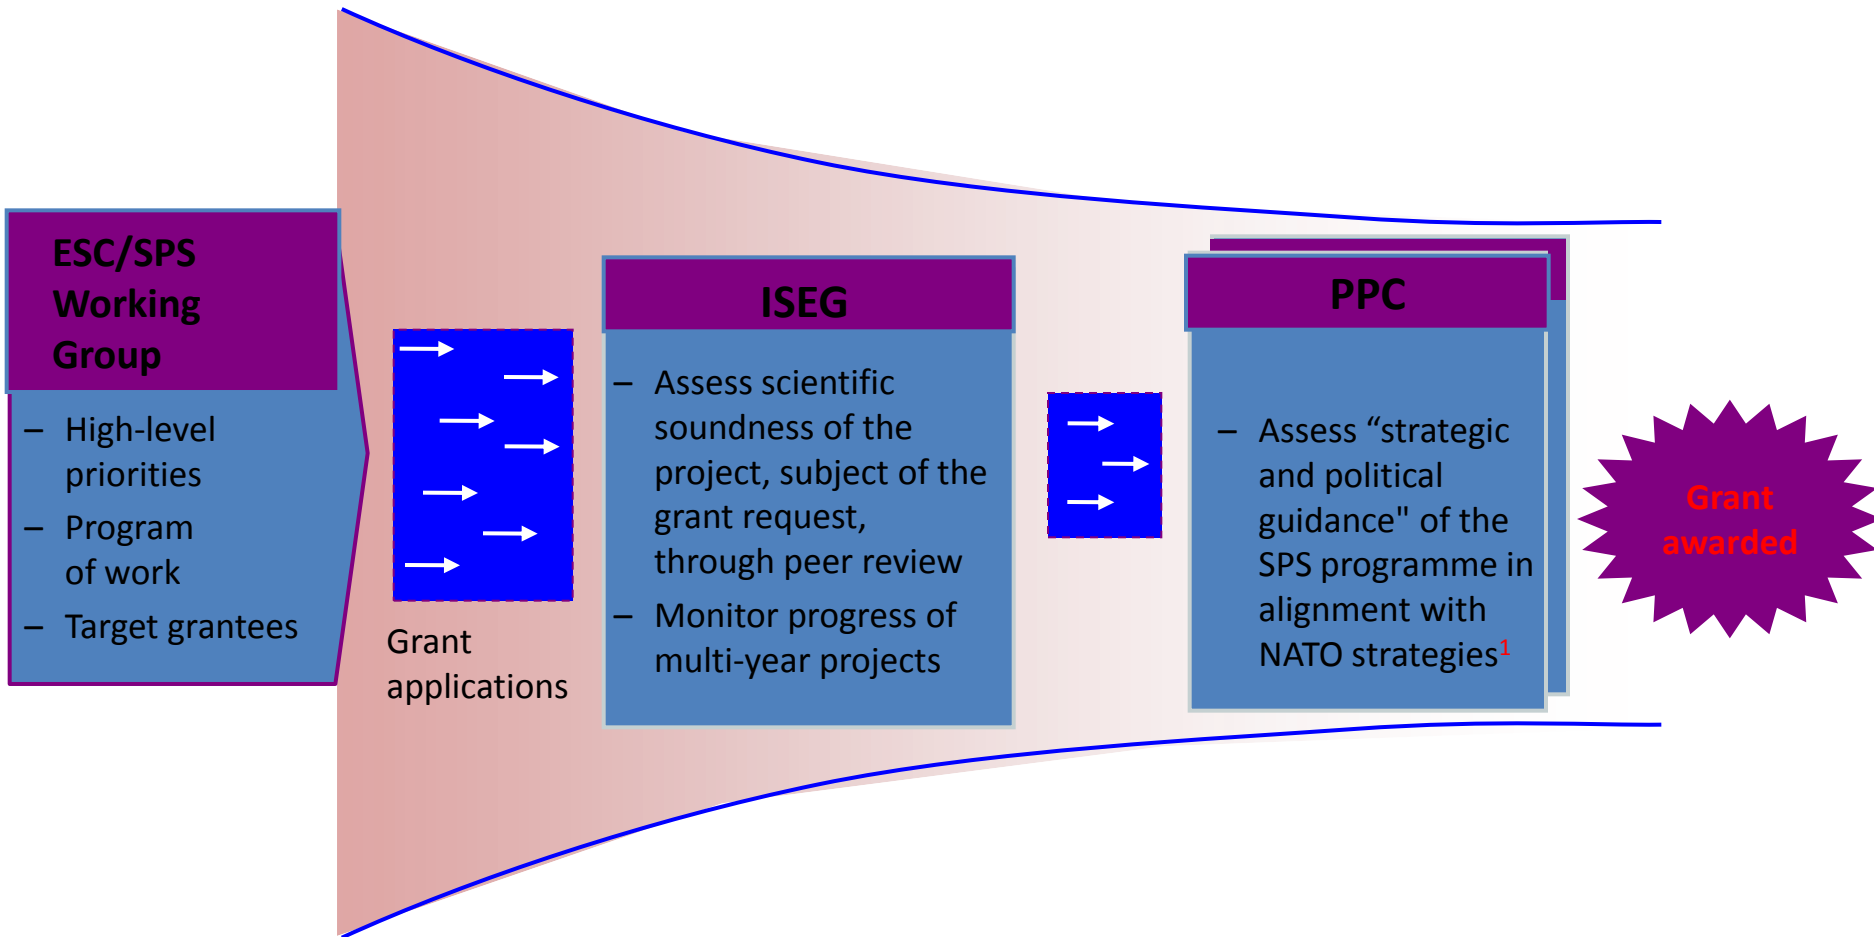 ESC/SPS
Working
Group
– High-level
priorities
– Program
of work
– Target grantees
Grant
applications
ISEG
– Assess scientific
soundness of the
project, subject of the
grant request,
through peer review
– Monitor progress of
multi-year projects
PPC
– Assess “strategic
and political
guidance" of the
SPS programme in
alignment with
NATO strategies¹
Grant
awarded